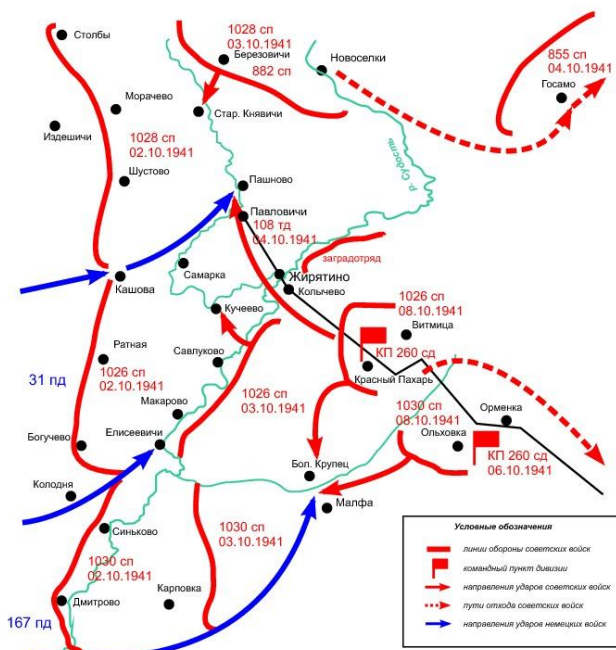 Столбы
1028 сп
03.10.1941
Березовичи
882 сп
Новоселки
855 сп
04.10.1941
Госамо
Морачево
Стар. Княвичи
Издешичи
1028 сп
02.10.1941
Шустово
р. Судость
Пашново
Павловичи
108 тд
04.10.1941
заградотряд
Самарка
Жирятино
Кашова
Колычево
Кучеево
1026 сп
08.10.1941
Витмица
31 пд
Ратная
1026 сп
02.10.1941
Савлуково
КП 260 сд
Красный Пахарь
1026 сп
03.10.1941
Макарово
1030 сп
08.10.1941
Орменка
Богучево
Елисеевичи
Ольховка
КП 260 сд
06.10.1941
Бол. Крупец
Колодня
Малфа
Синьково
1030 сп
03.10.1941
1030 сп
02.10.1941
Карповка
Дмитрово
167 пд
Условные обозначения
линии обороны советских войск
командный пункт дивизии
направления ударов советских войск
пути отхода советских войск
направления ударов немецких войск